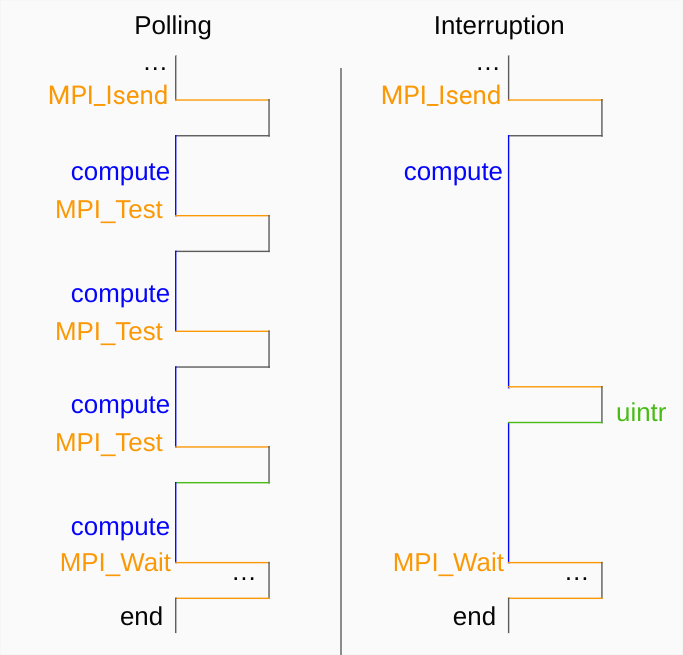 Polling
...
MPI_Isend
compute
MPI_Test
compute
MPI_Test
compute
MPI_Test
compute
MPI_Wait
...
end
Interruption
...
MPI_Isend
compute
uintr
MPI_Wait
...
end